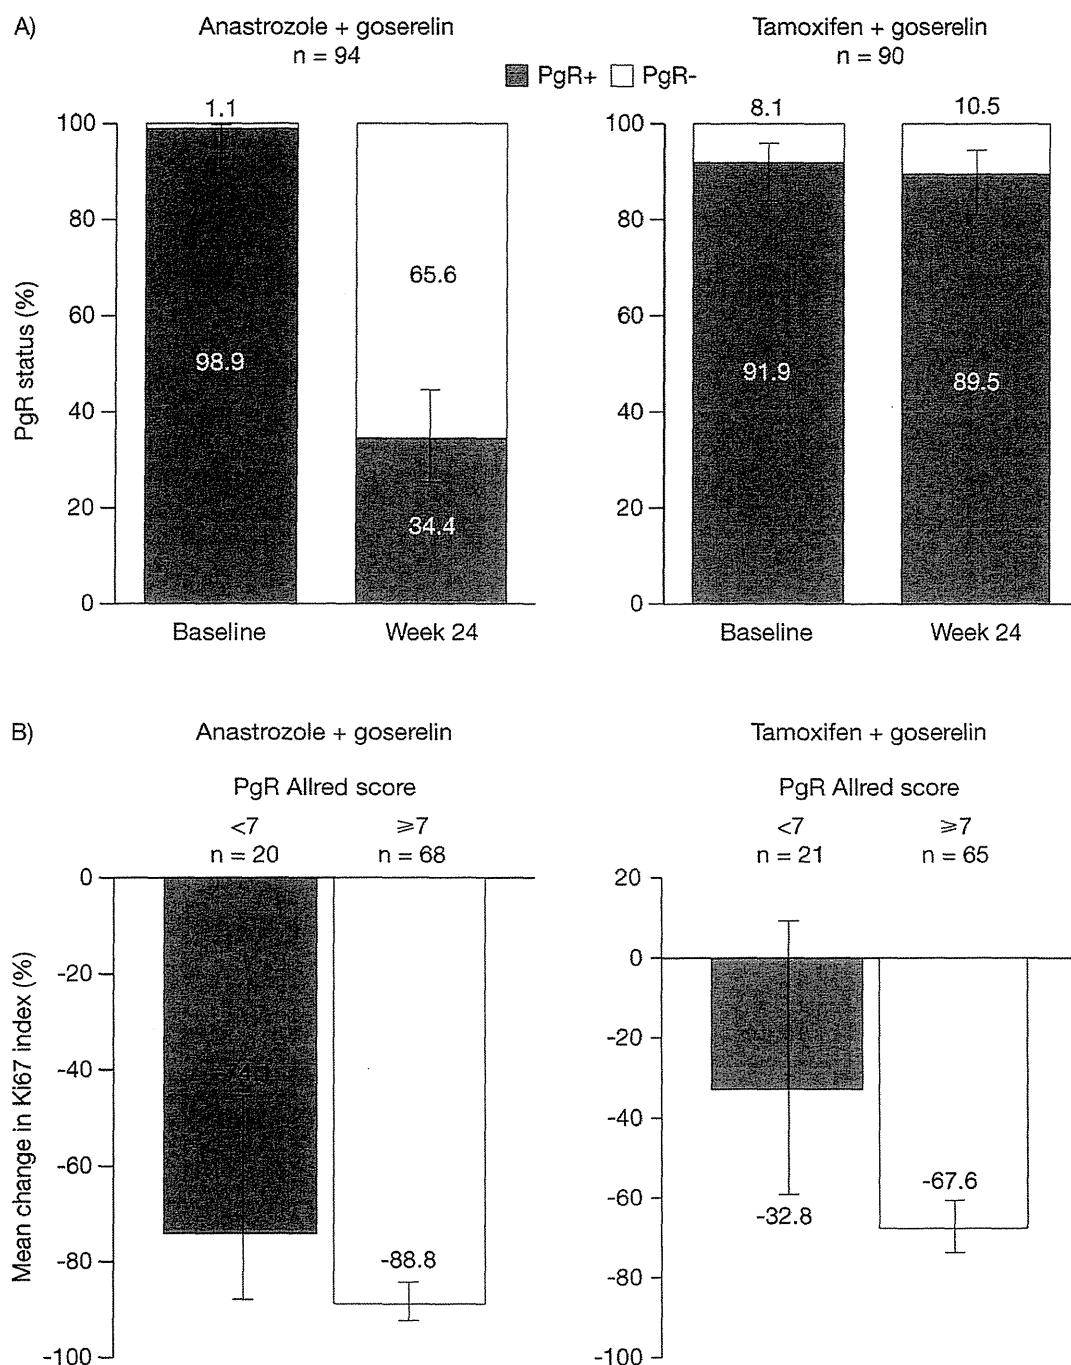 A)
Anastrozole + goserelin
n = 94
Tamoxifen + goserelin
n = 90
PgR+ PgR-
PgR status (%)
100
80
60
40
20
0
1.1
98.9
65.6
34.4
Baseline
Week 24
100
80
60
40
20
0
8.1
91.9
10.5
89.5
Baseline
Week 24
B)
Anastrozole + goserelin
PgR Allred score
<7
⩾7
n = 20
n = 68
Mean change in Ki67 index (%)
0
-20
-40
-60
-80
-100
-88.8
Tamoxifen + goserelin
PgR Allred score
<7
⩾7
n = 21
n = 65
20
0
-20
-40
-60
-80
-100
-32.8
-67.6